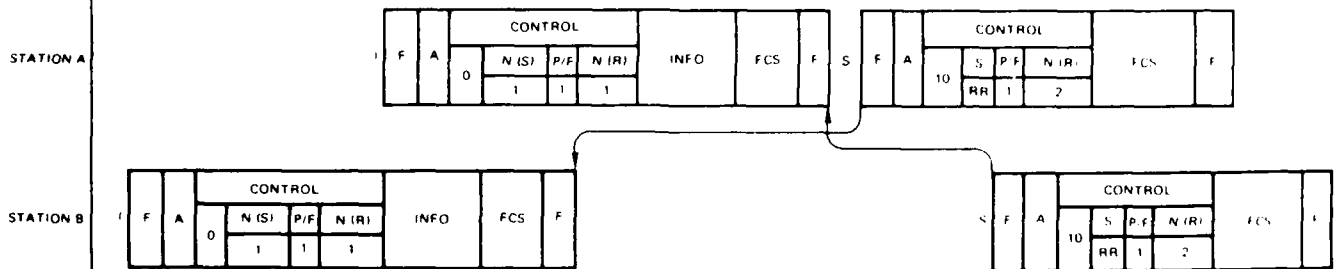 STATION A
I F A CONTROL INFO FCS F
0 N (S) P/F N (R)
1 1 1
S F A CONTROL FCS F
10 S P/F N (R)
RR 1 2
STATION B
I F A CONTROL INFO FCS F
0 N (S) P/F N (R)
1 1 1
S F A CONTROL FCS F
10 S P/F N (R)
RR 1 2